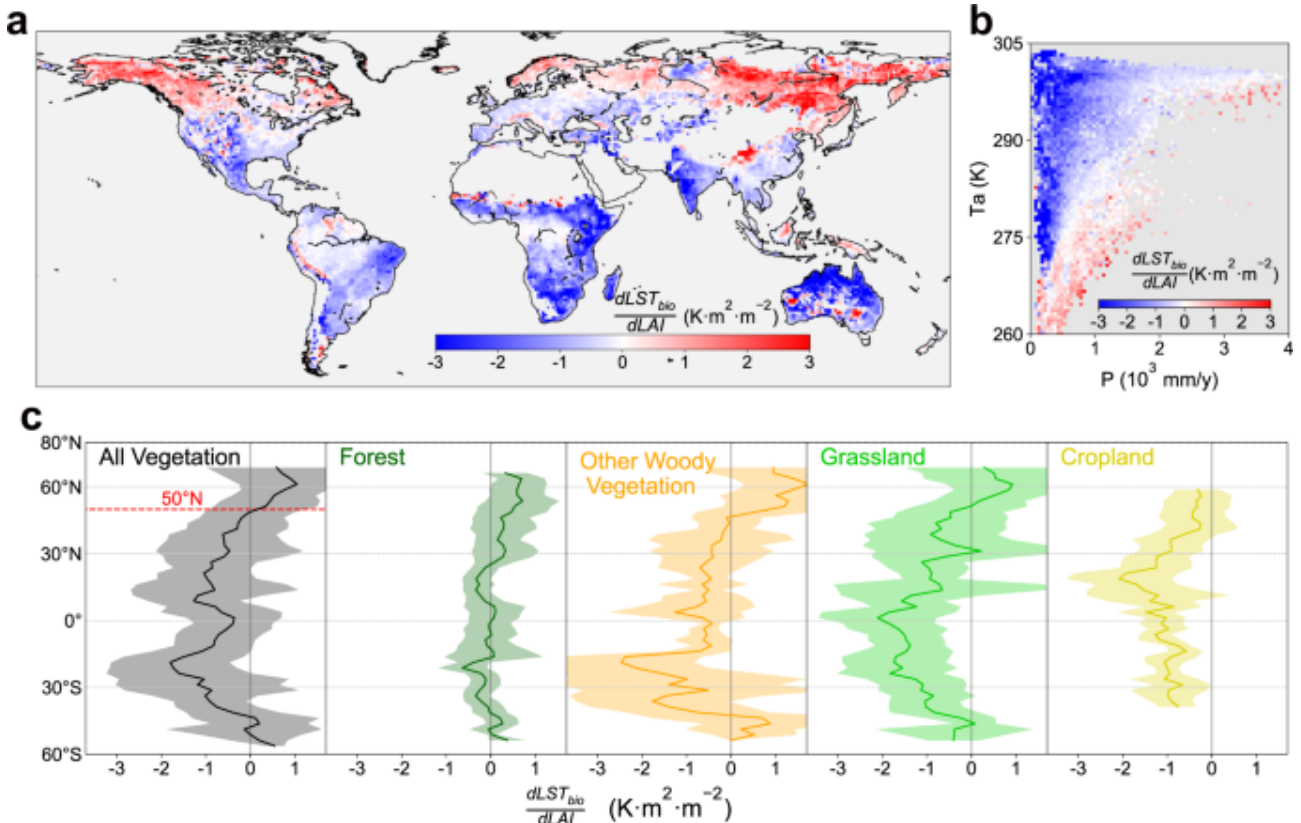 a
dLST_bio
dLAI
(K·m²·m⁻²)
-3 -2 -1 0 1 2 3
b
305
290
275
260
Ta (K)
dLST_bio
dLAI
(K·m²·m⁻²)
-3 -2 -1 0 1 2 3
0 1 2 3 4
P (10³ mm/y)
c
80°N
60°N
30°N
0°
30°S
60°S
All Vegetation
50°N
Forest
Other Woody
Vegetation
Grassland
Cropland
-3 -2 -1 0 1
-3 -2 -1 0 1
-3 -2 -1 0 1
-3 -2 -1 0 1
-3 -2 -1 0 1
dLST_bio
dLAI
(K·m²·m⁻²)